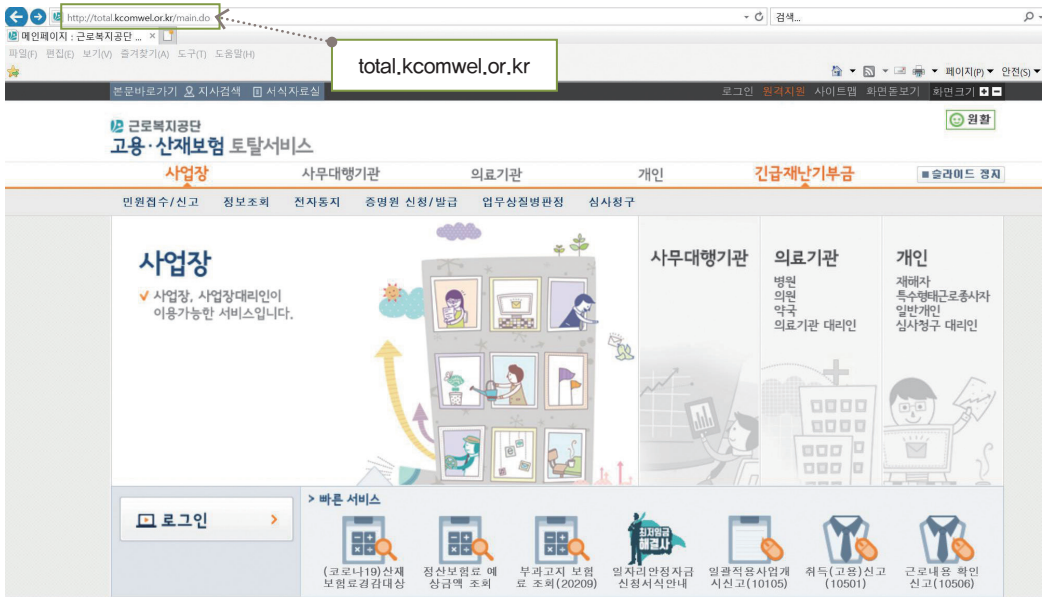 http://total.kcomwel.or.kr/main.do
검색...
메인페이지 : 근로복지공단 ...
파일(F) 편집(E) 보기(V) 즐겨찾기(A) 도구(T) 도움말(H)
total.kcomwel.or.kr
페이지(P) 안전(S)
본문바로가기 지사검색 서식자료실 로그인 원격지원 사이트맵 화면돋보기 화면크기
근로복지공단
원활
고용·산재보험 토탈서비스
사업장 사무대행기관 의료기관 개인 긴급재난기부금 슬라이드 정지
민원접수/신고 정보조회 전자통지 증명원 신청/발급 업무상질병판정 심사청구
사업장
사업장, 사업장대리인이
이용가능한 서비스입니다.
사무대행기관
의료기관
병원
의원
약국
의료기관 대리인
개인
재해자
특수형태근로종사자
일반개인
심사청구 대리인
로그인
> 빠른 서비스
최저임금
해결사
(코로나19)산재
보험료경감대상
정산보험료 예
상금액 조회
부과고지 보험
료 조회(20209)
일자리안정자금
신청서식안내
일괄적용사업개
시신고(10105)
취득(고용)신고
(10501)
근로내용 확인
신고(10506)